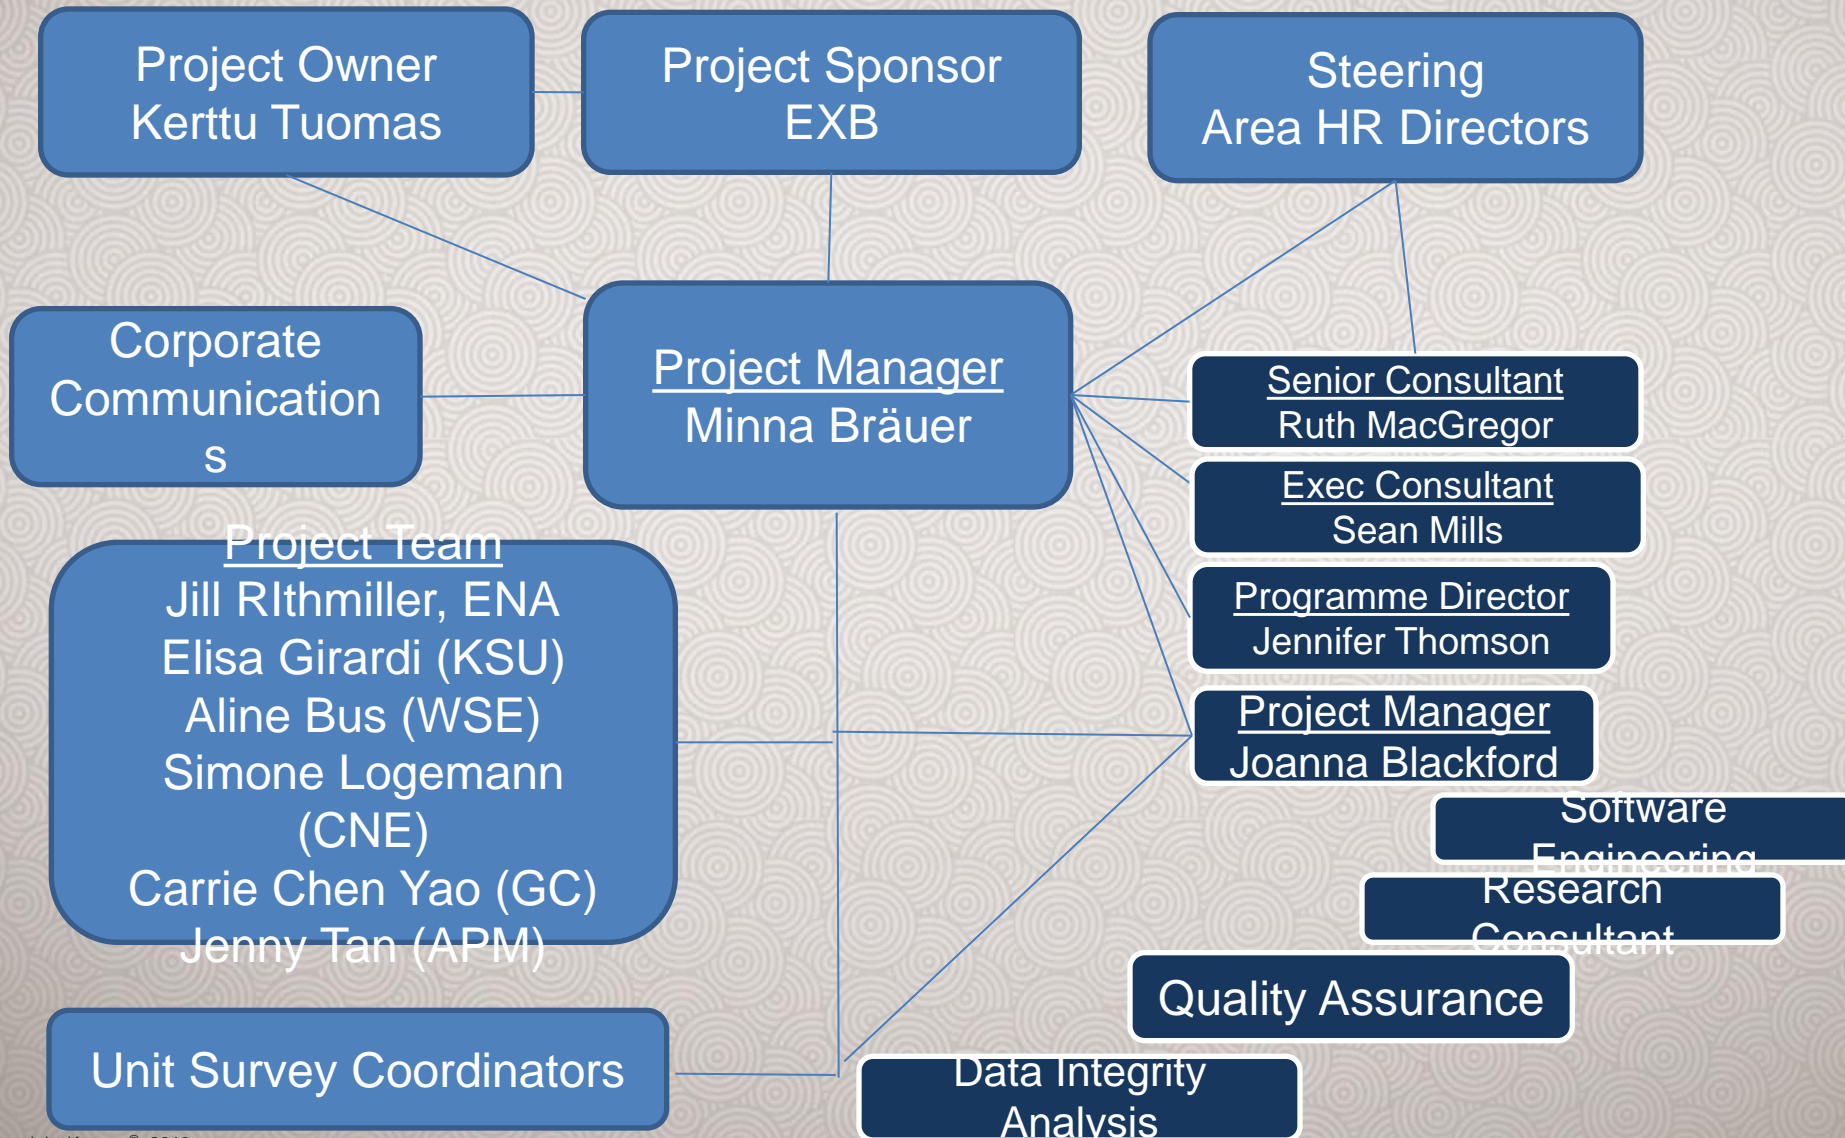 Project Owner
Kerttu Tuomas
Project Sponsor
EXB
Steering
Area HR Directors
Corporate
Communication
s
Project Manager
Minna Bräuer
Senior Consultant
Ruth MacGregor
Exec Consultant
Sean Mills
Programme Director
Jennifer Thomson
Project Manager
Joanna Blackford
Project Team
Jill RIthmiller, ENA
Elisa Girardi (KSU)
Aline Bus (WSE)
Simone Logemann
(CNE)
Carrie Chen Yao (GC)
Jenny Tan (APM)
Software
Engineering
Research
Consultant
Quality Assurance
Unit Survey Coordinators
Data Integrity
Analysis